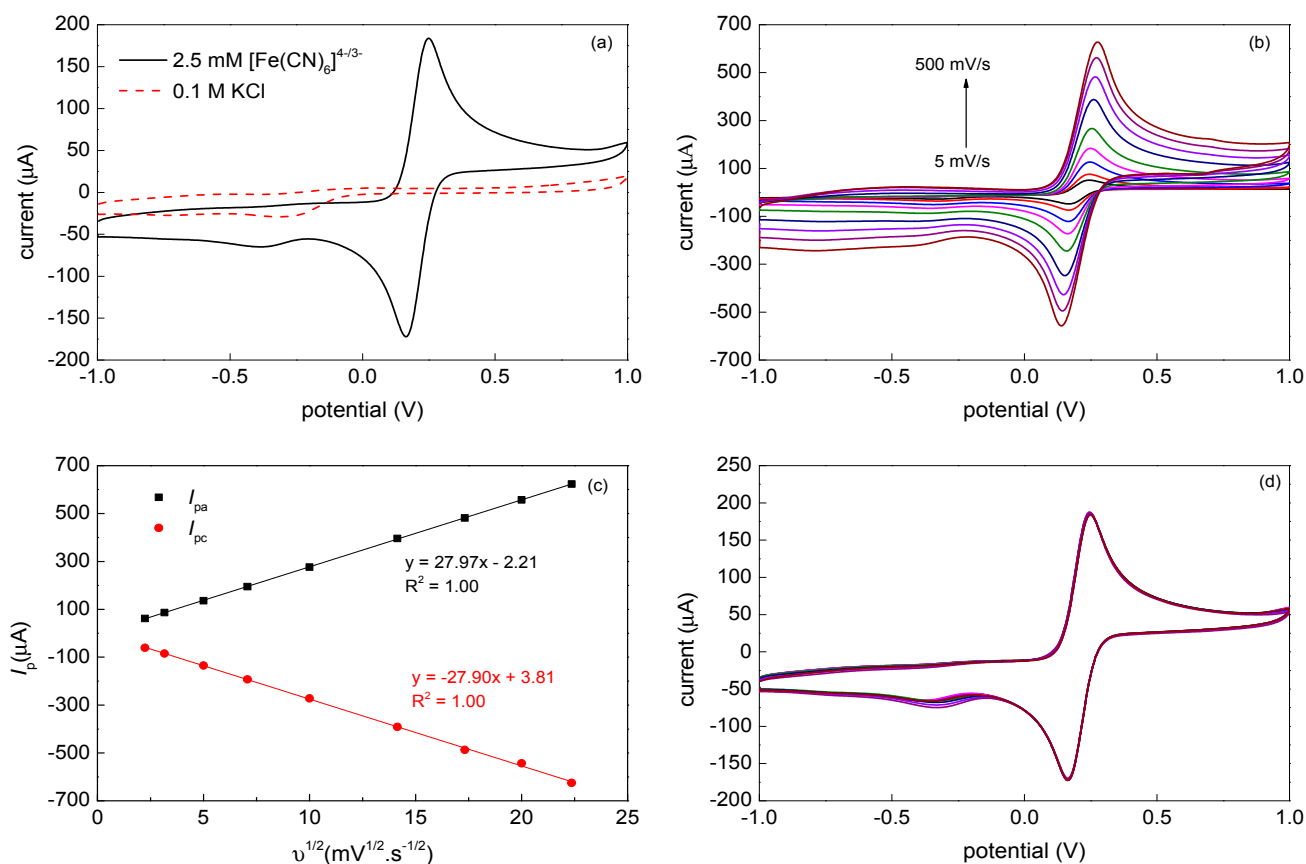 (a)
2.5 mM [Fe(CN)₆]⁴⁻/³⁻
0.1 M KCl
200
150
100
50
0
-50
-100
-150
-200
current (µA)
-1.0
-0.5
0.0
0.5
1.0
potential (V)
(b)
500 mV/s
5 mV/s
700
500
300
100
-100
-300
-500
-700
current (µA)
-1.0
-0.5
0.0
0.5
1.0
potential (V)
(c)
I_pa
I_pc
y = 27.97x - 2.21
R² = 1.00
y = -27.90x + 3.81
R² = 1.00
700
500
300
100
-100
-300
-500
-700
I_p(µA)
0
5
10
15
20
25
υ^1/2(mV^1/2.s^-1/2)
(d)
250
200
150
100
50
0
-50
-100
-150
-200
current (µA)
-1.0
-0.5
0.0
0.5
1.0
potential (V)